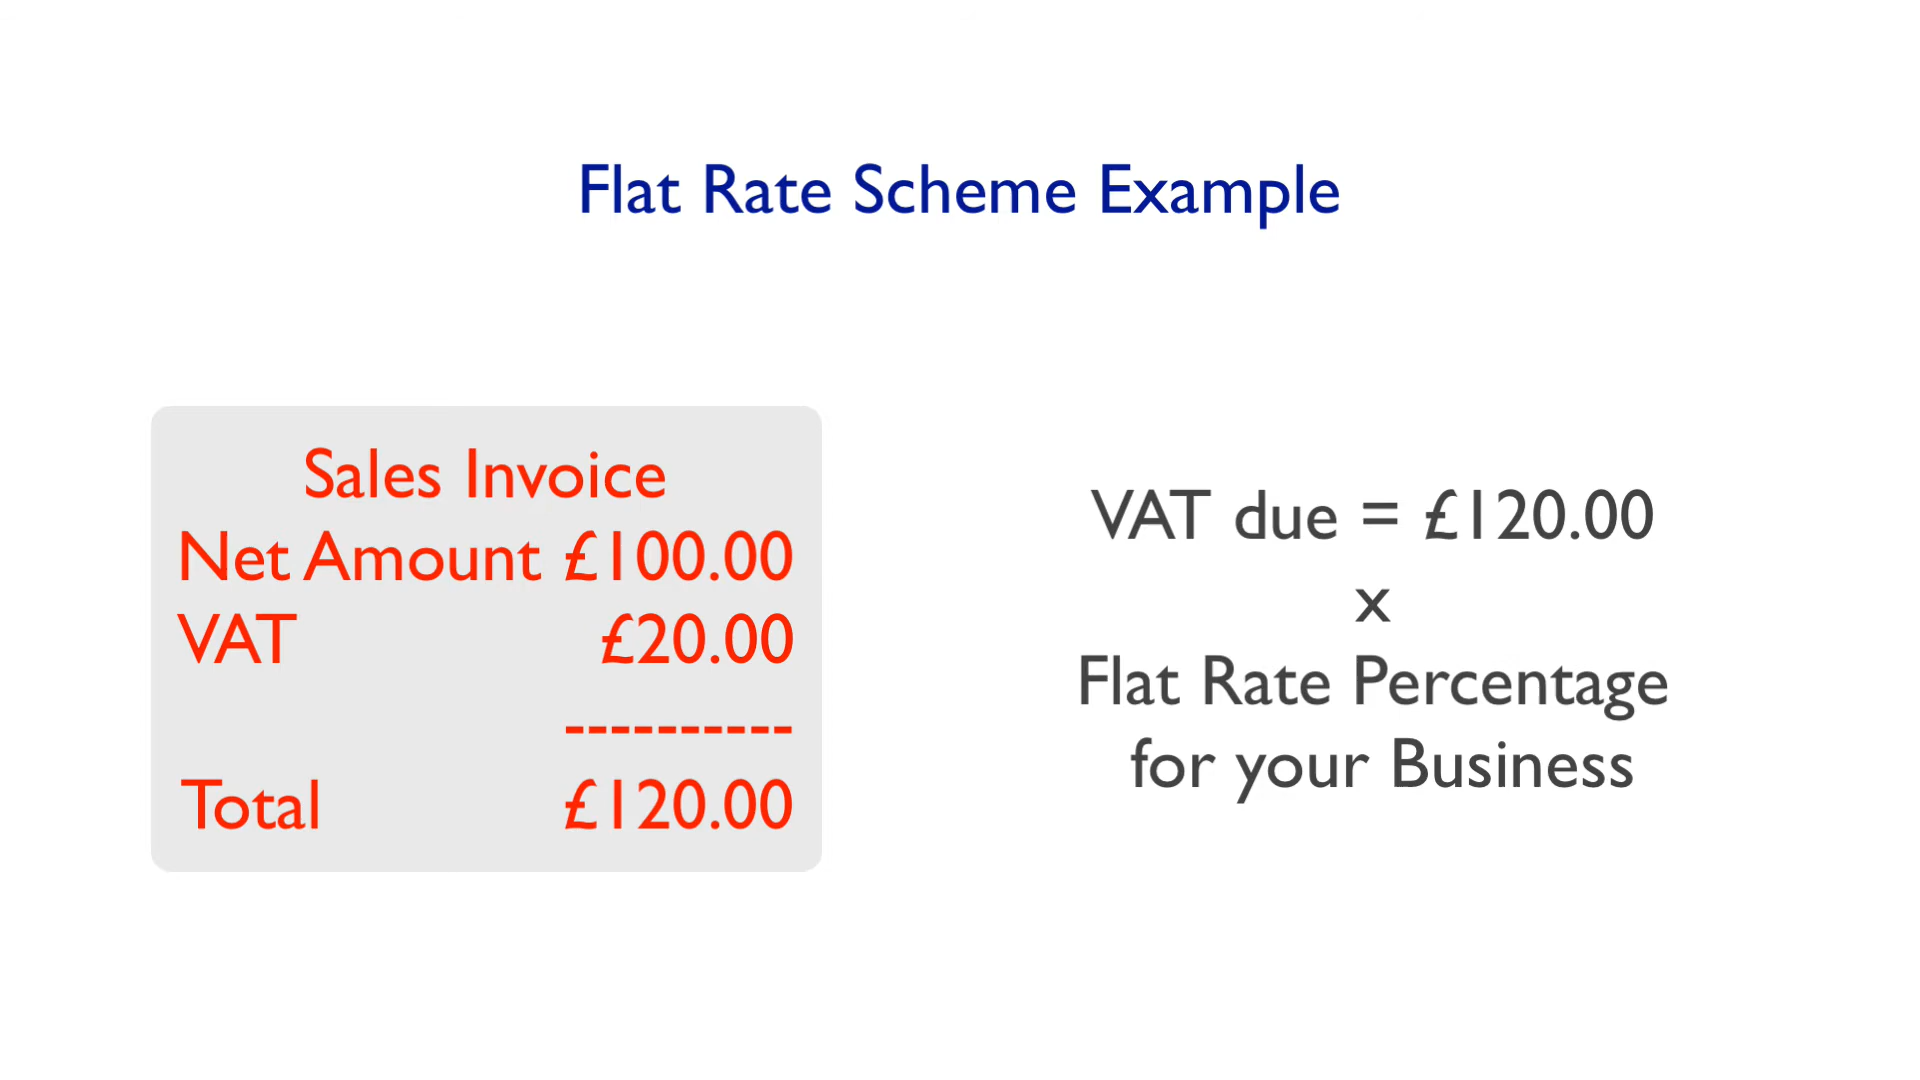 Flat Rate Scheme Example
Sales Invoice
Net Amount £100.00
VAT £20.00
----------
Total £120.00
VAT due = £120.00
x
Flat Rate Percentage
for your Business